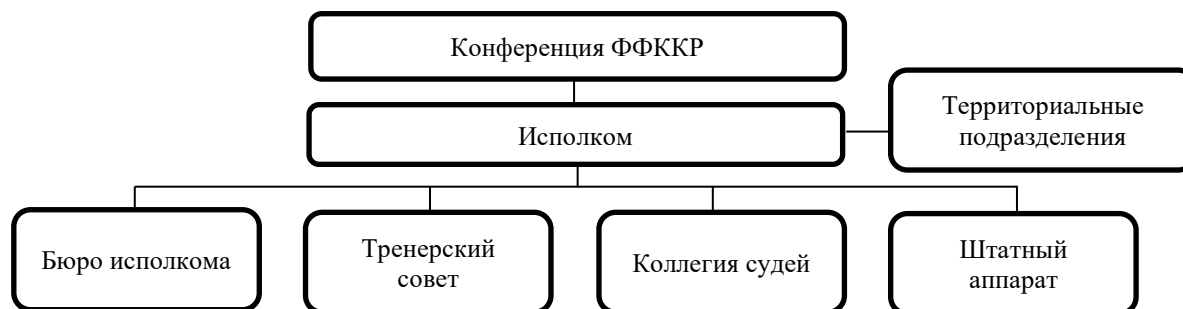 Конференция ФФККР
Исполком
Территориальные
подразделения
Бюро исполкома
Тренерский
совет
Коллегия судей
Штатный
аппарат